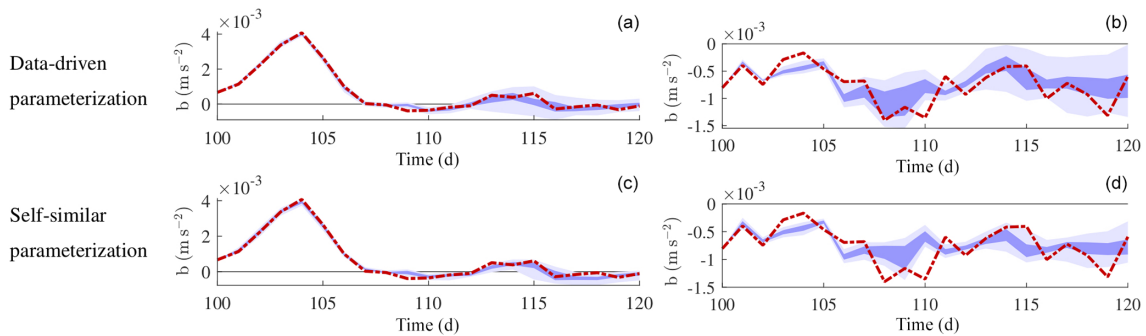 Data-driven
parameterization
×10⁻³
(a)
b (m s⁻²)
4
2
0
100 105 110 115 120
Time (d)
×10⁻³
(b)
b (m s⁻²)
0
-0.5
-1
-1.5
100 105 110 115 120
Time (d)
Self-similar
parameterization
×10⁻³
(c)
b (m s⁻²)
4
2
0
100 105 110 115 120
Time (d)
×10⁻³
(d)
b (m s⁻²)
0
-0.5
-1
-1.5
100 105 110 115 120
Time (d)